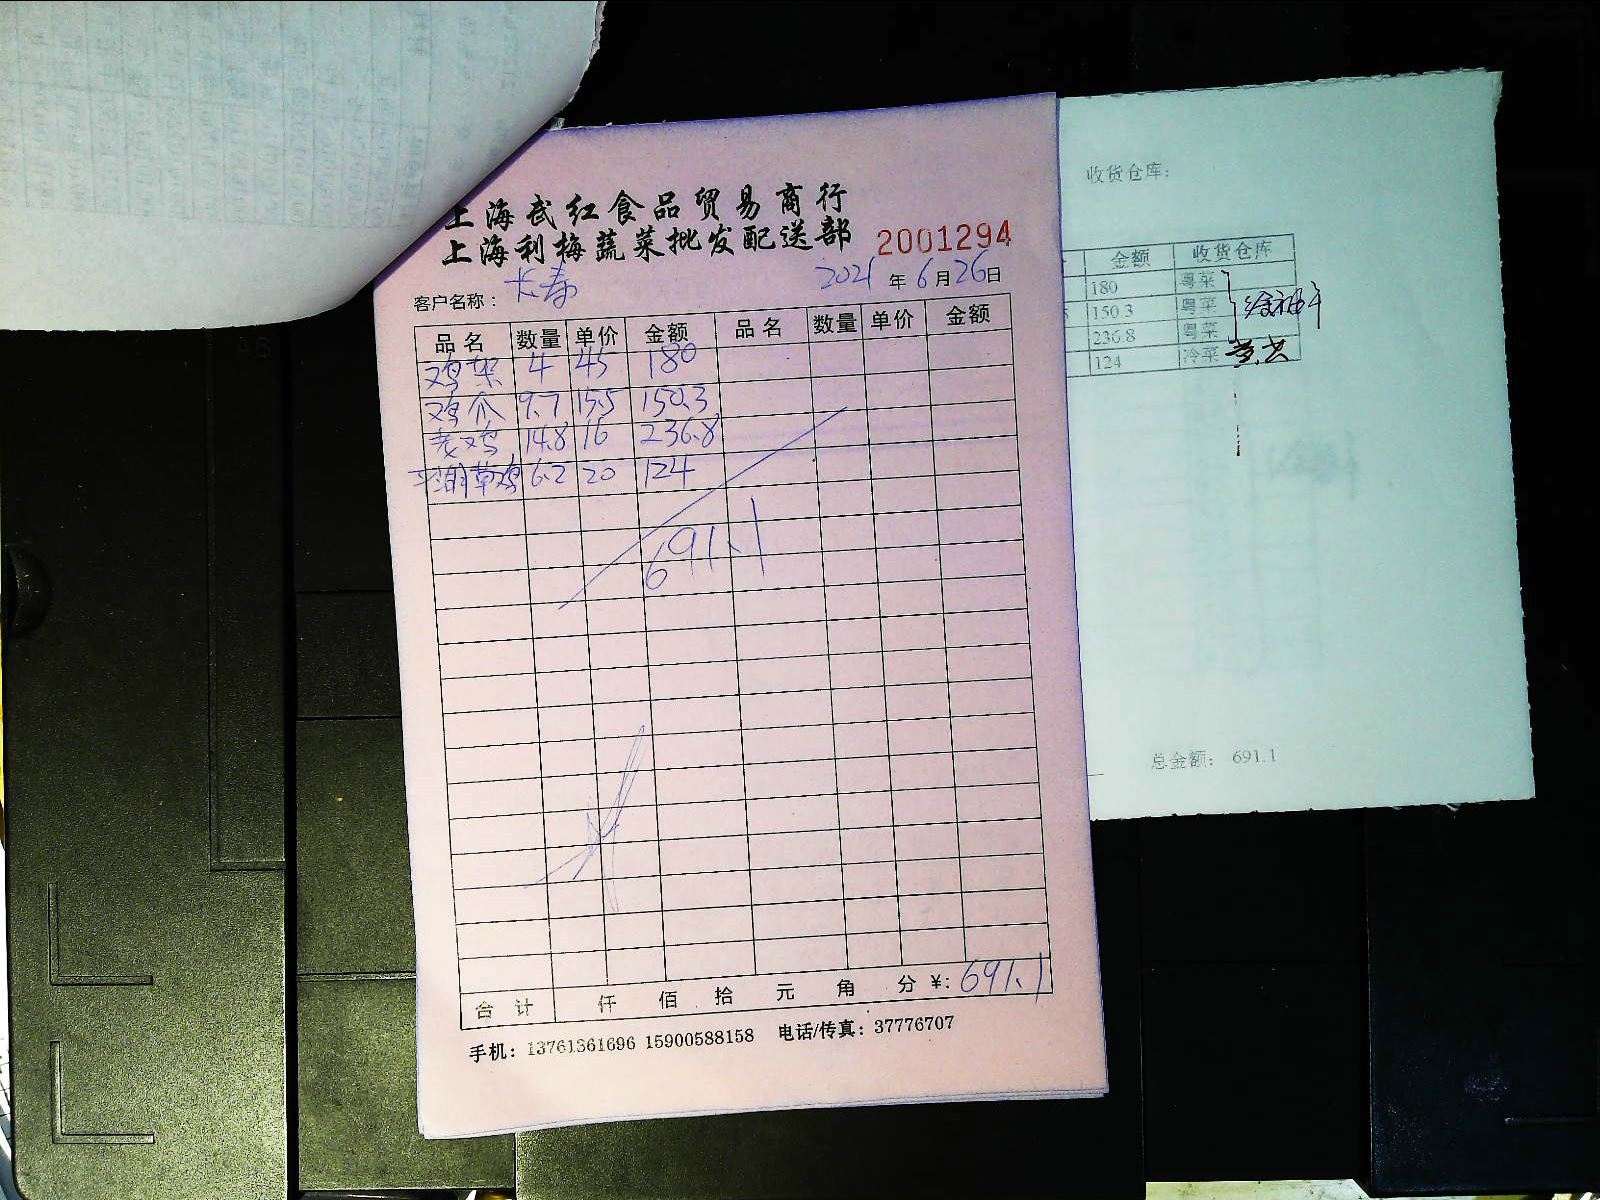 上海武红食品贸易商行
上海利梅蔬菜批发配送部 2001294
客户名称： 长寿 2021 年 6 月 26 日
品名 数量 单价 金额 品名 数量 单价 金额
鸡架 4 45 180
鸡爪 9.7 15.5 150.3
老鸡 14.8 16 236.8
草鸡 6.2 20 124
691.1
合计 仟 佰 拾 元 角 分 ¥: 691.1
手机：13761361696 15900588158 电话/传真：37776707
收货仓库：
金额 收货仓库
180 粤菜
150.3 粤菜
236.8 粤菜
124 冷菜
总金额： 691.1